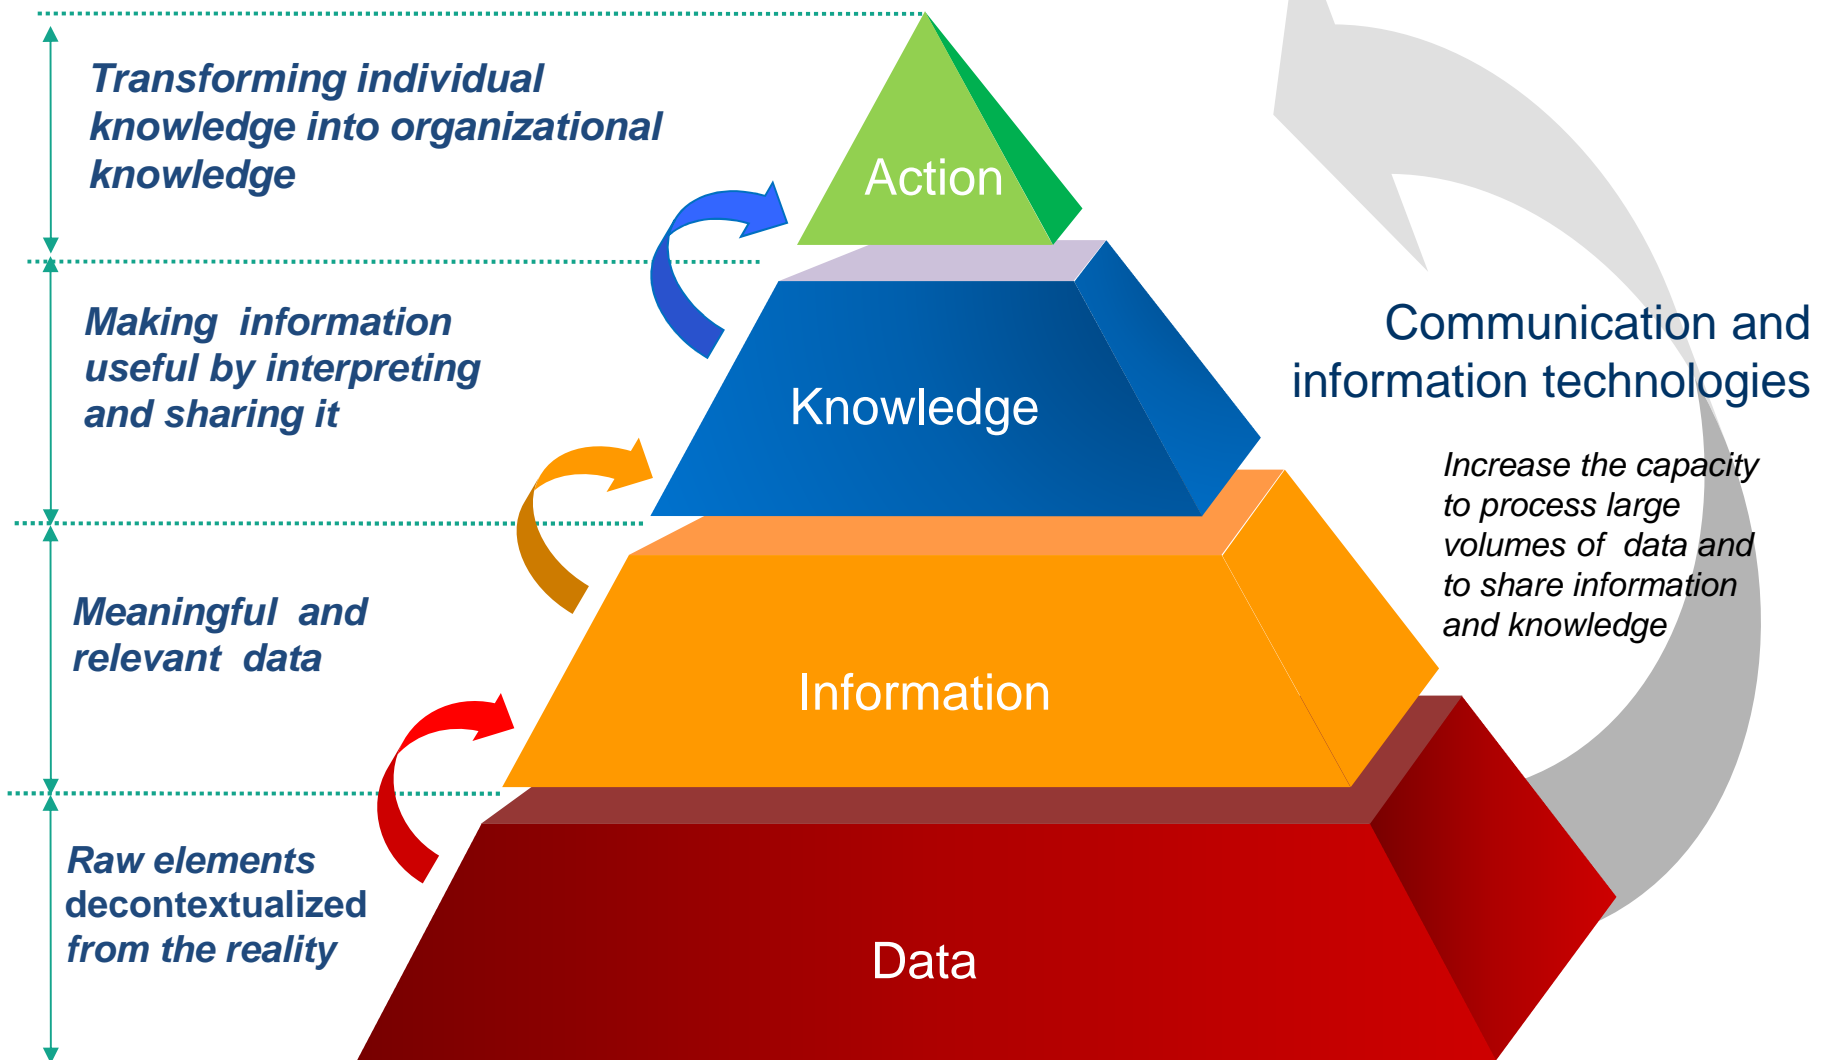 Transforming individual
knowledge into organizational
knowledge
Action
Making  information
useful by interpreting
and sharing it
Knowledge
Communication and
information technologies
Increase the capacity
to process large
volumes of  data and
to share information
and knowledge
Meaningful  and
relevant  data
Information
Raw elements
decontextualized
from the reality
Data